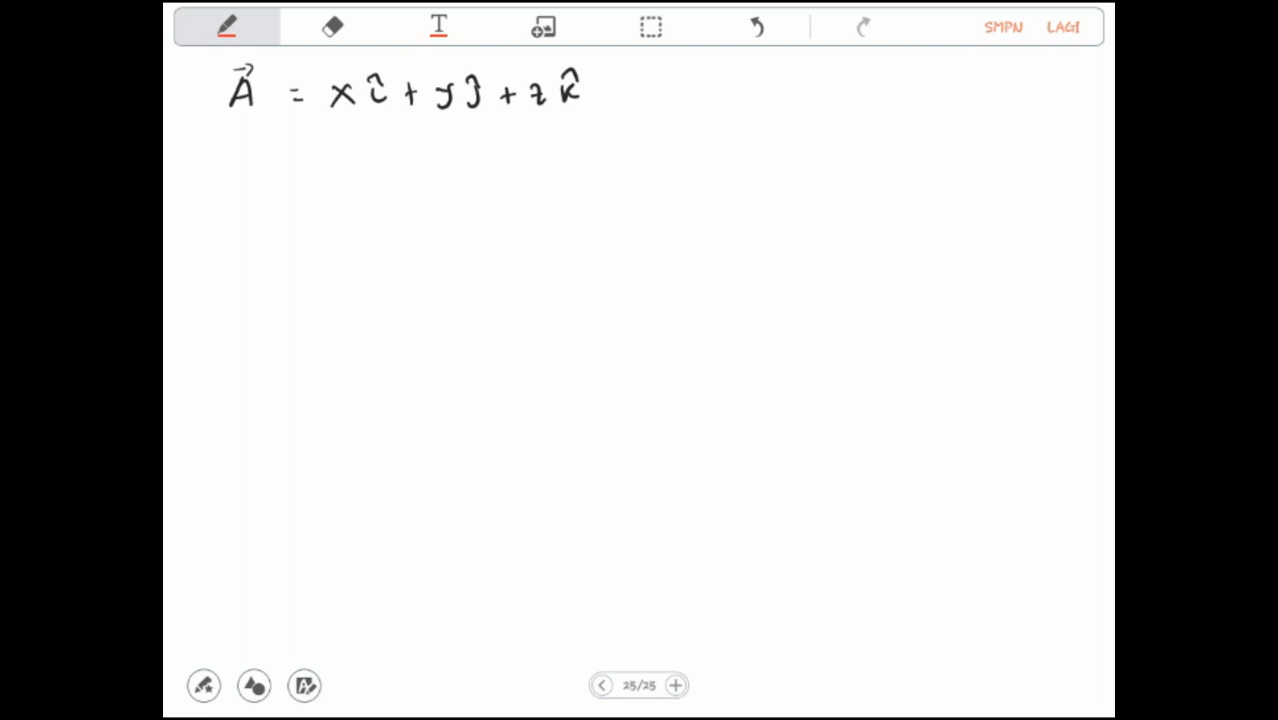 T SMPN LAGI
A⃗ = x î + y ĵ + z k̂
A 25/25